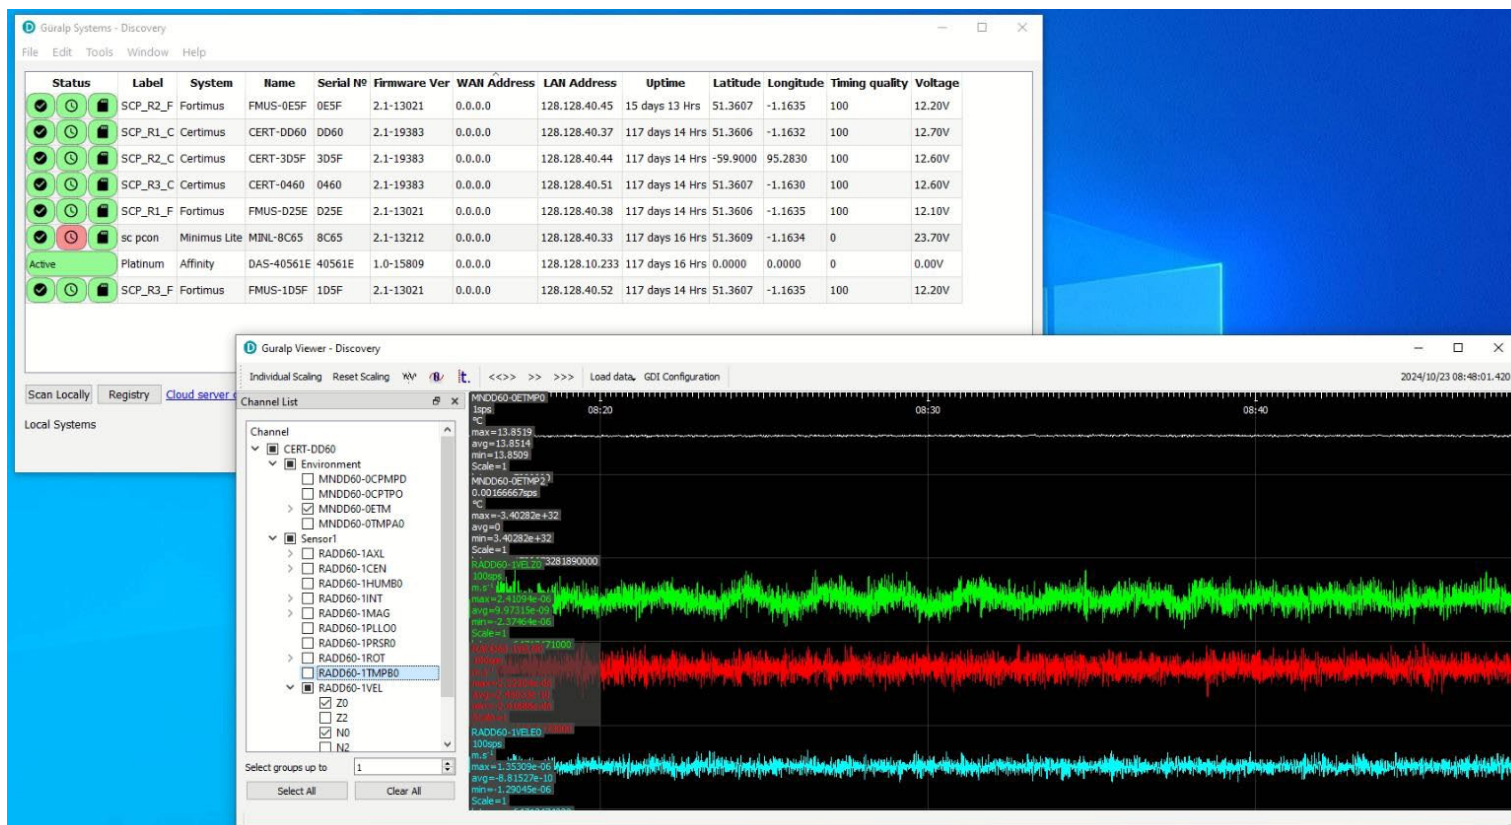 Güralp Systems - Discovery
File Edit Tools Window Help
Status Label System Name Serial Nº Firmware Ver WAN Address LAN Address Uptime Latitude Longitude Timing quality Voltage
SCP_R2_F Fortimus FMUS-0E5F 0E5F 2.1-13021 0.0.0.0 128.128.40.45 15 days 13 Hrs 51.3607 -1.1635 100 12.20V
SCP_R1_C Certimus CERT-DD60 DD60 2.1-19383 0.0.0.0 128.128.40.37 117 days 14 Hrs 51.3606 -1.1632 100 12.70V
SCP_R2_C Certimus CERT-3D5F 3D5F 2.1-19383 0.0.0.0 128.128.40.44 117 days 14 Hrs -59.9000 95.2830 100 12.60V
SCP_R3_C Certimus CERT-0460 0460 2.1-19383 0.0.0.0 128.128.40.51 117 days 14 Hrs 51.3607 -1.1630 100 12.60V
SCP_R1_F Fortimus FMUS-D25E D25E 2.1-13021 0.0.0.0 128.128.40.38 117 days 14 Hrs 51.3606 -1.1635 100 12.10V
sc pcon Minimus Lite MINL-8C65 8C65 2.1-13212 0.0.0.0 128.128.40.33 117 days 16 Hrs 51.3609 -1.1634 0 23.70V
Active Platinum Affinity DAS-40561E 40561E 1.0-15809 0.0.0.0 128.128.10.233 117 days 16 Hrs 0.0000 0.0000 0 0.00V
SCP_R3_F Fortimus FMUS-1D5F 1D5F 2.1-13021 0.0.0.0 128.128.40.52 117 days 14 Hrs 51.3607 -1.1635 100 12.20V
Scan Locally Registry Cloud server
Local Systems
Guralp Viewer - Discovery
Individual Scaling Reset Scaling t. <<>> >> >>> Load data GDI Configuration 2024/10/23 08:48:01.420
Channel List
Channel
CERT-DD60
Environment
MNDD60-0CPMPD
MNDD60-0CPTPO
MNDD60-0ETM
MNDD60-0TMPA0
Sensor1
RADD60-1AXL
RADD60-1CEN
RADD60-1HUMB0
RADD60-1INT
RADD60-1MAG
RADD60-1PLLO0
RADD60-1PRSR0
RADD60-1ROT
RADD60-1TMPB0
RADD60-1VEL
Z0
Z2
N0
N2
Select groups up to 1
Select All Clear All
08:20 08:30 08:40
MNDD60-0ETMP0
1sps
°C
max=13.8519
avg=13.8514
min=13.8509
Scale=1
MNDD60-0ETMP2
0.00166667sps
°C
max=-3.40282e+32
avg=0
min=3.40282e+32
Scale=1
3281890000
RADD60-1VELZ0
100sps
m.s⁻¹
max=2.41094e-06
avg=9.97315e-09
min=-2.37464e-06
Scale=1
71000
RADD60-1VELE0
100sps
m.s⁻¹
max=1.35309e-06
avg=-8.81527e-10
min=-1.29045e-06
Scale=1